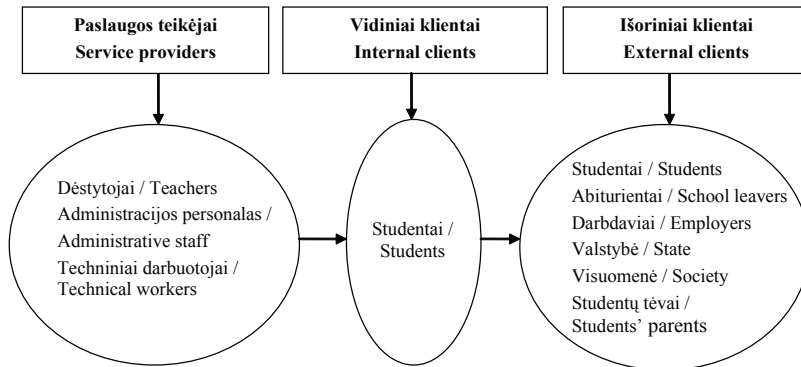 Paslaugos teikėjai
Service providers
Vidiniai klientai
Internal clients
Išoriniai klientai
External clients
Dėstytojai / Teachers
Administracijos personalas /
Administrative staff
Techniniai darbuotojai /
Technical workers
Studentai /
Students
Studentai / Students
Abiturientai / School leavers
Darbdaviai / Employers
Valstybė / State
Visuomenė / Society
Studentų tėvai /
Students’ parents